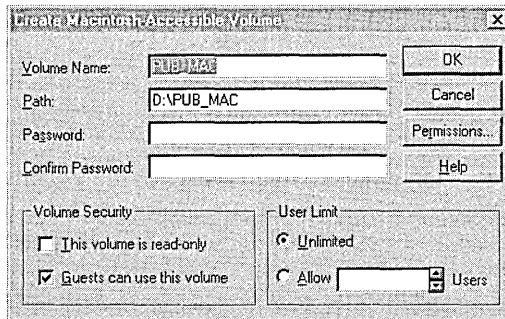 Create Macintosh-Accessible Volume
Volume Name: PUB_MAC
OK
Path: D:\PUB_MAC
Cancel
Password:
Permissions...
Confirm Password:
Help
Volume Security
This volume is read-only
Guests can use this volume
User Limit
Unlimited
Allow Users